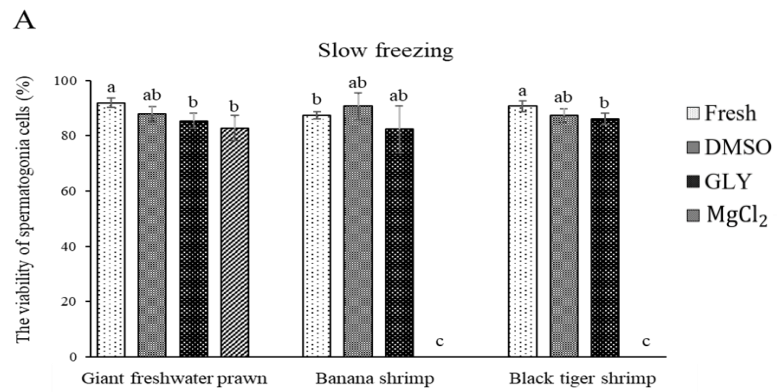 A
Slow freezing
The viability of spermatogonia cells (%)
100
80
60
40
20
0
a
ab
b
b
b
ab
ab
c
a
ab
b
c
Giant freshwater prawn
Banana shrimp
Black tiger shrimp
Fresh
DMSO
GLY
MgCl₂